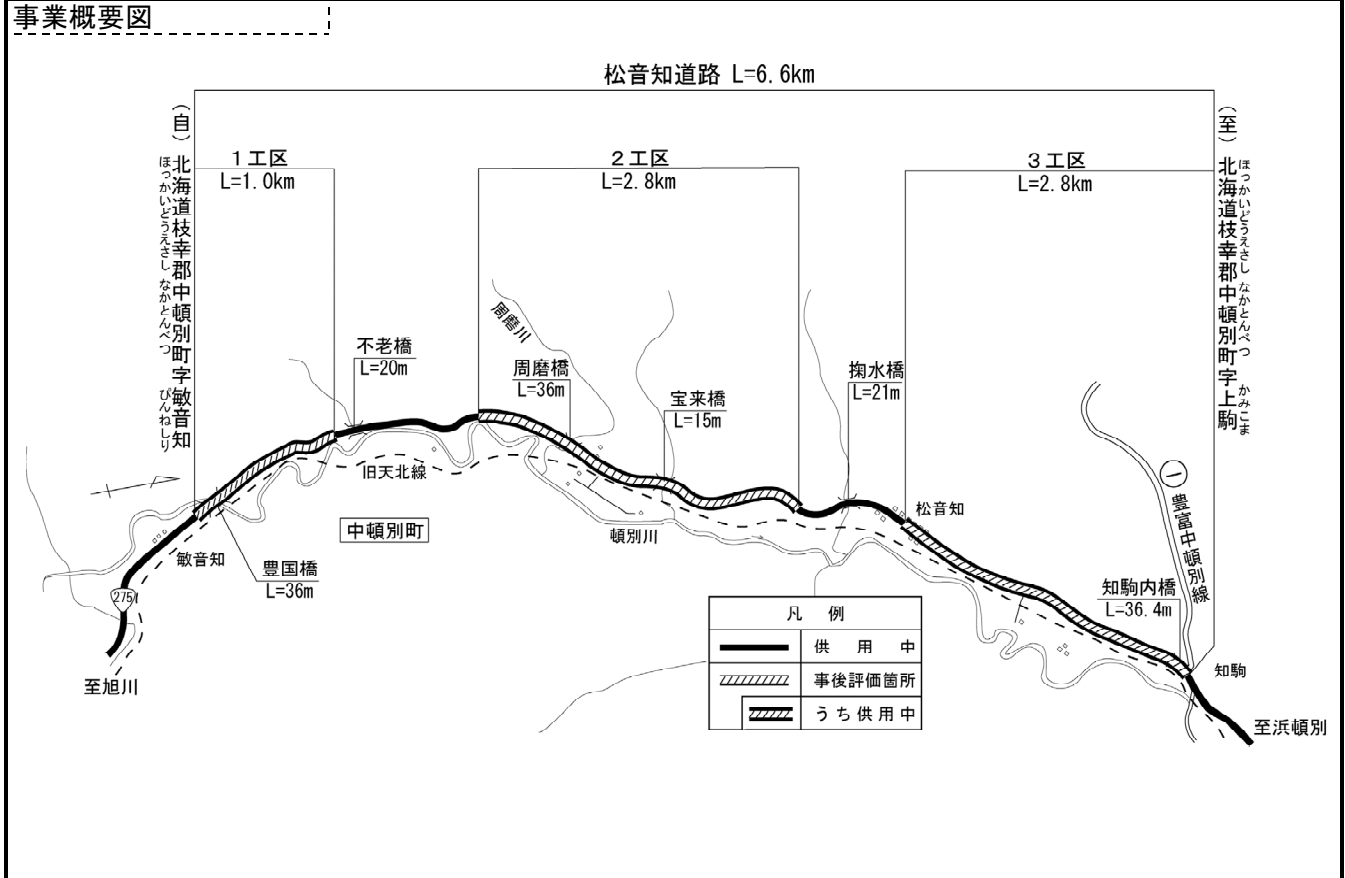 事業概要図
松音知道路 L=6.6km
(自)北海道枝幸郡中頓別町字敏音知
ほっかいどうえさし なかとんべつ ぴんねしり
1工区
L=1.0km
2工区
L=2.8km
3工区
L=2.8km
(至)北海道枝幸郡中頓別町字上駒
ほっかいどうえさし なかとんべつ かみこま
周磨川
不老橋
L=20m
周磨橋
L=36m
宝来橋
L=15m
掬水橋
L=21m
旧天北線
中頓別町
頓別川
松音知
一
豊富中頓別線
敏音知
豊国橋
L=36m
275
至旭川
知駒内橋
L=36.4m
知駒
至浜頓別
凡例
供用中
事後評価箇所
うち供用中